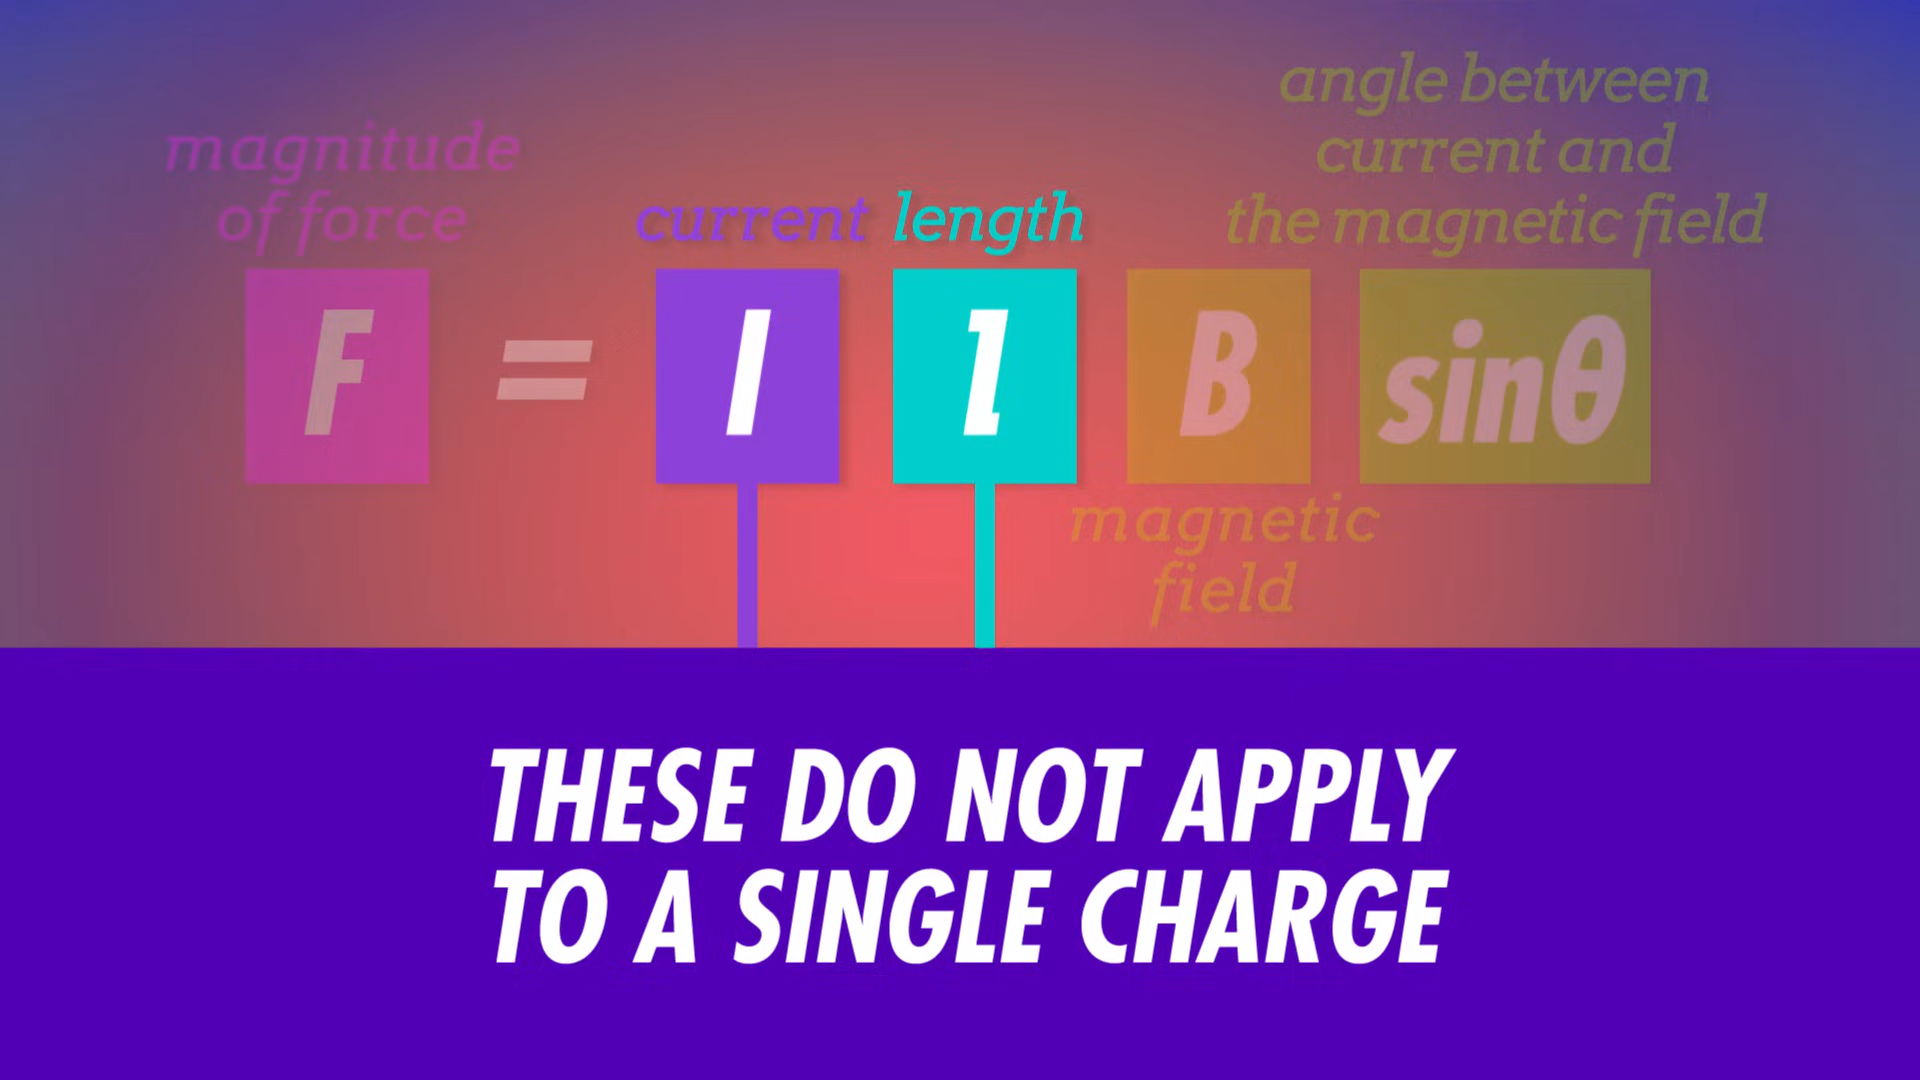 magnitude
of force
current
length
angle between
current and
the magnetic field
F = I l B sinθ
magnetic
field
THESE DO NOT APPLY
TO A SINGLE CHARGE